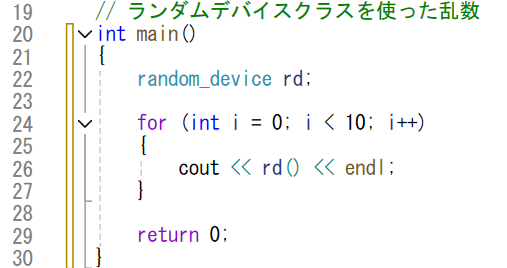 19 // ランダムデバイスクラスを使った乱数
20 int main()
21 {
22 random_device rd;
23
24 for (int i = 0; i < 10; i++)
25 {
26 cout << rd() << endl;
27 }
28
29 return 0;
30 }